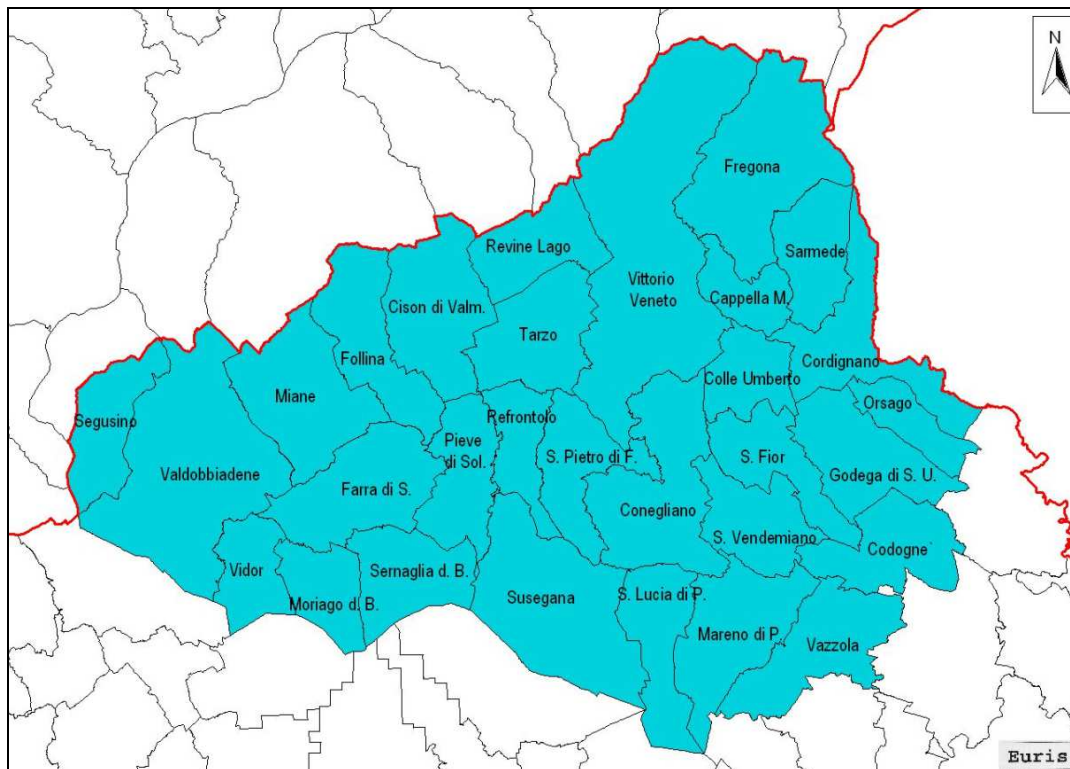 N
Fregona
Revine Lago
Sarmede
Vittorio
Veneto
Cappella M.
Cison di Valm.
Tarzo
Follina
Cordignano
Colle Umberto
Miane
Orsago
Segusino
Refrontolo
Pieve
di Sol.
S. Pietro di F.
S. Fior
Valdobbiadene
Godega di S. U.
Farra di S.
Conegliano
S. Vendemiano
Codogne`
Vidor
Sernaglia d. B.
Moriago d. B.
Susegana
S. Lucia di P.
Mareno di P.
Vazzola
Euris